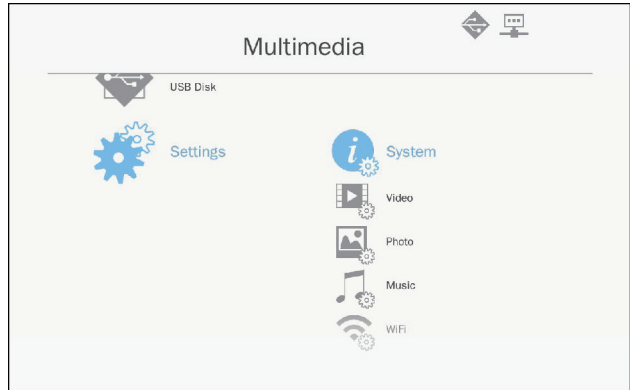 Multimedia
USB Disk
Settings
System
Video
Photo
Music
WiFi